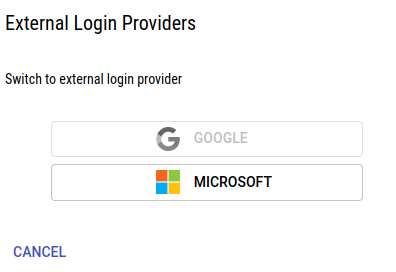 External Login Providers
Switch to external login provider
GOOGLE
MICROSOFT
CANCEL